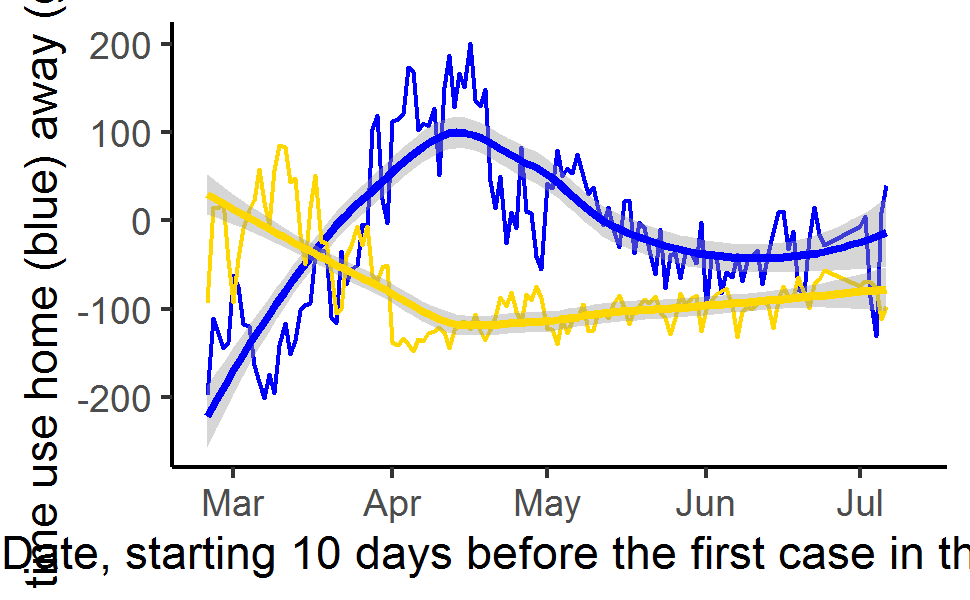 time use home (blue) away (
200
100
0
-100
-200
Mar Apr May Jun Jul
Date, starting 10 days before the first case in th